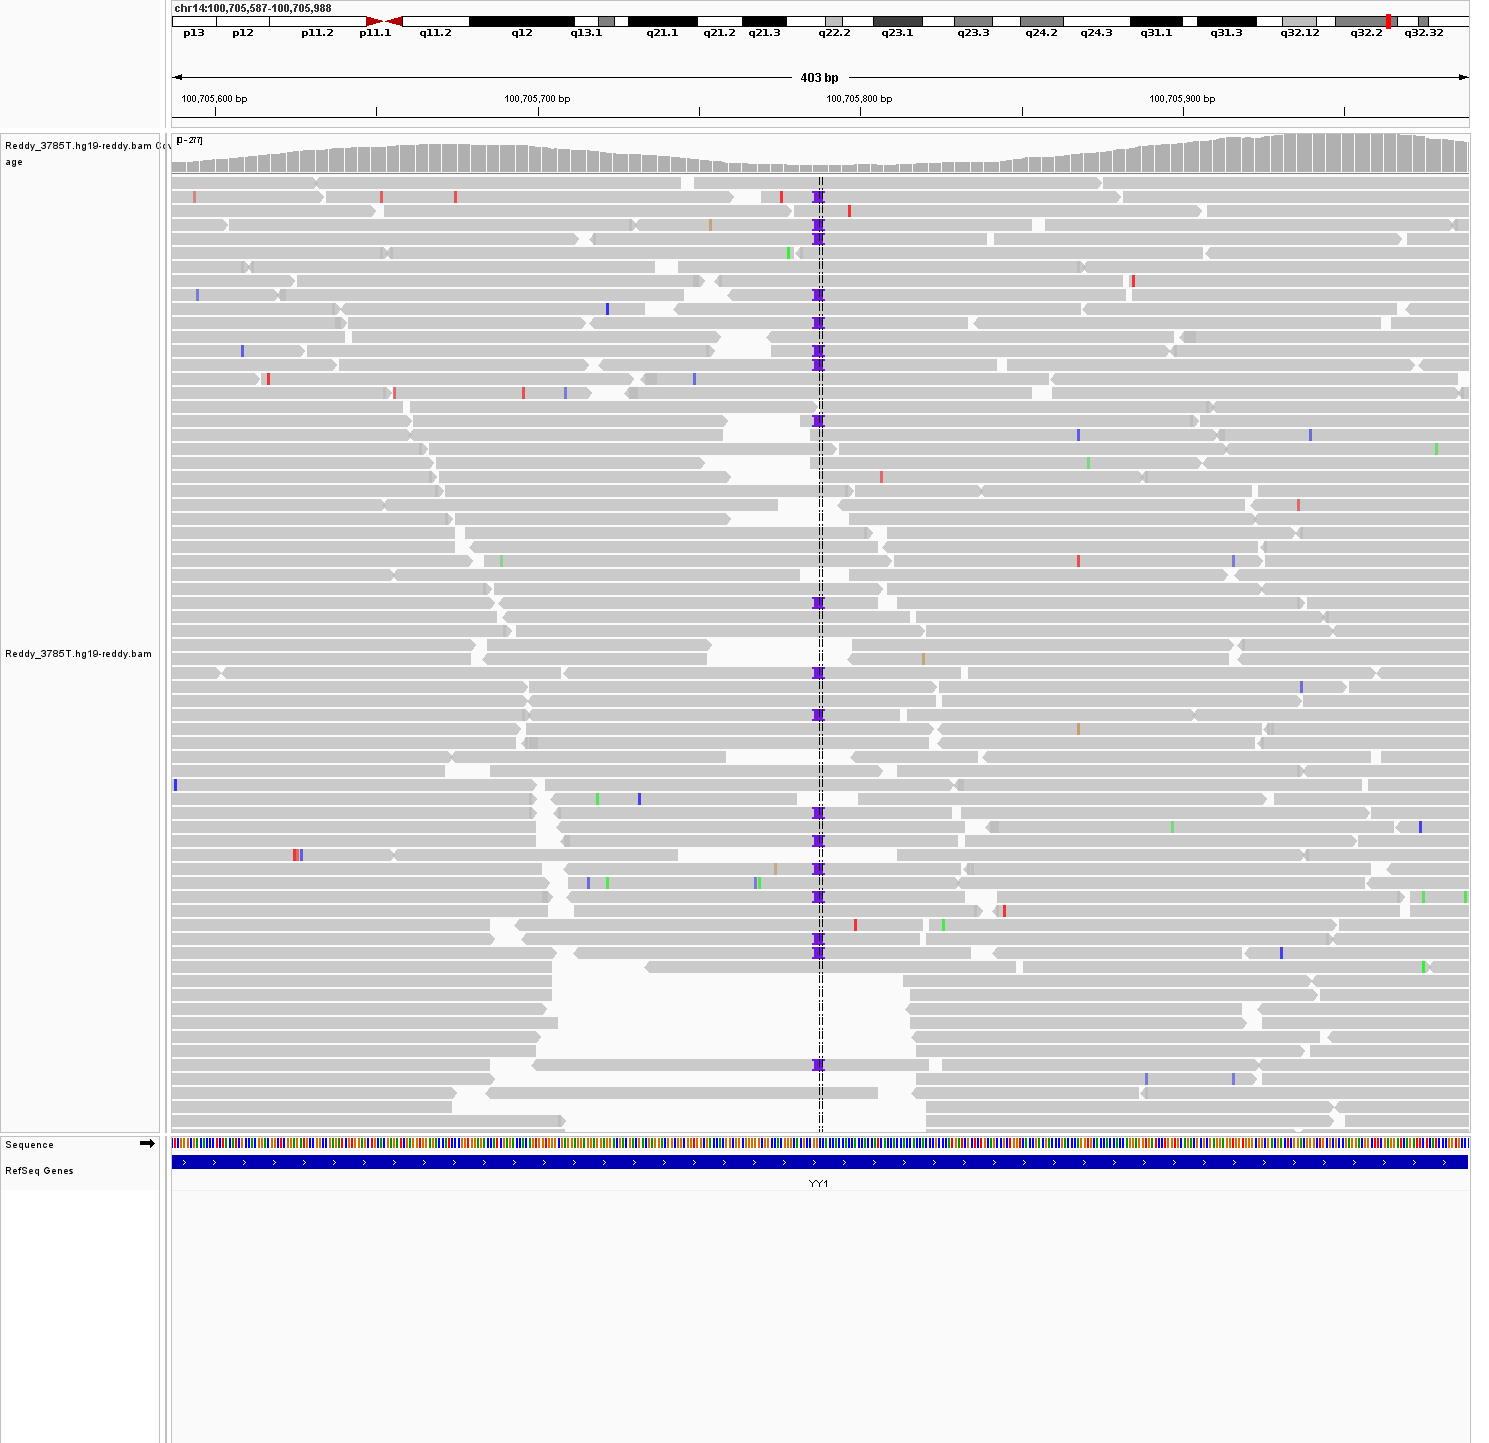 chr14:100,705,587-100,705,988
p13 p12 p11.2 p11.1 q11.2 q12 q13.1 q21.1 q21.2 q21.3 q22.2 q23.1 q23.3 q24.2 q24.3 q31.1 q31.3 q32.12 q32.2 q32.32
403 bp
100,705,600 bp 100,705,700 bp 100,705,800 bp 100,705,900 bp
[0 - 277]
Reddy_3785T.hg19-reddy.bam Cov
age
Reddy_3785T.hg19-reddy.bam
Sequence
RefSeq Genes
YY1